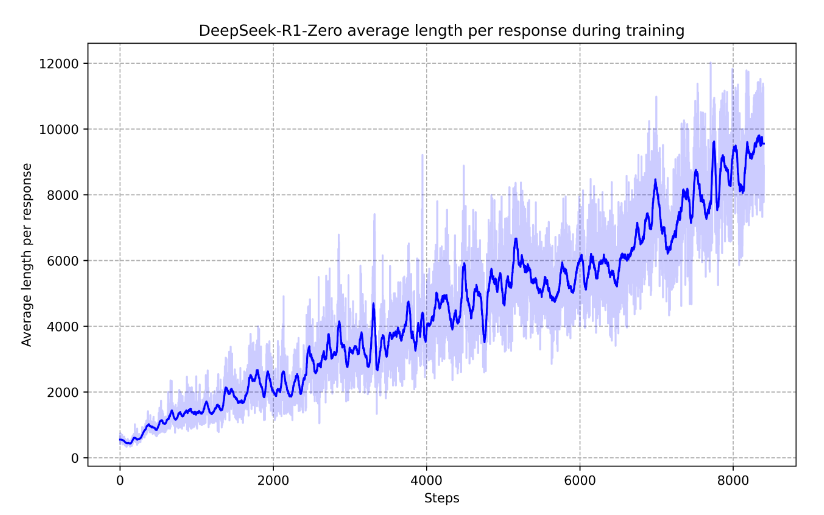 DeepSeek-R1-Zero average length per response during training
12000
10000
8000
6000
4000
2000
0
Average length per response
0 2000 4000 6000 8000
Steps